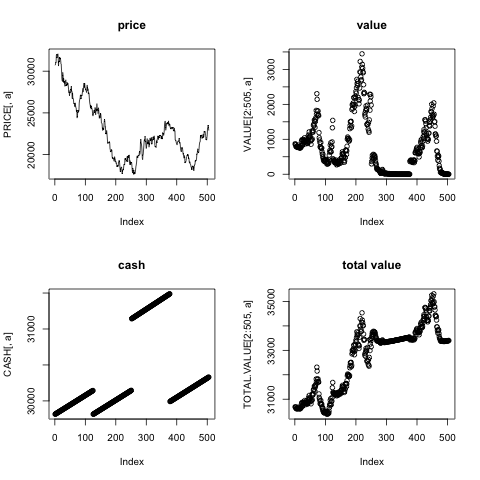 price
PRICE[, a]
20000 25000 30000
0 100 200 300 400 500
Index
value
VALUE[2:505, a]
0 1000 2000 3000
0 100 200 300 400 500
Index
cash
CASH[, a]
30000 31000
0 100 200 300 400 500
Index
total value
TOTAL.VALUE[2:505, a]
31000 33000 35000
0 100 200 300 400 500
Index